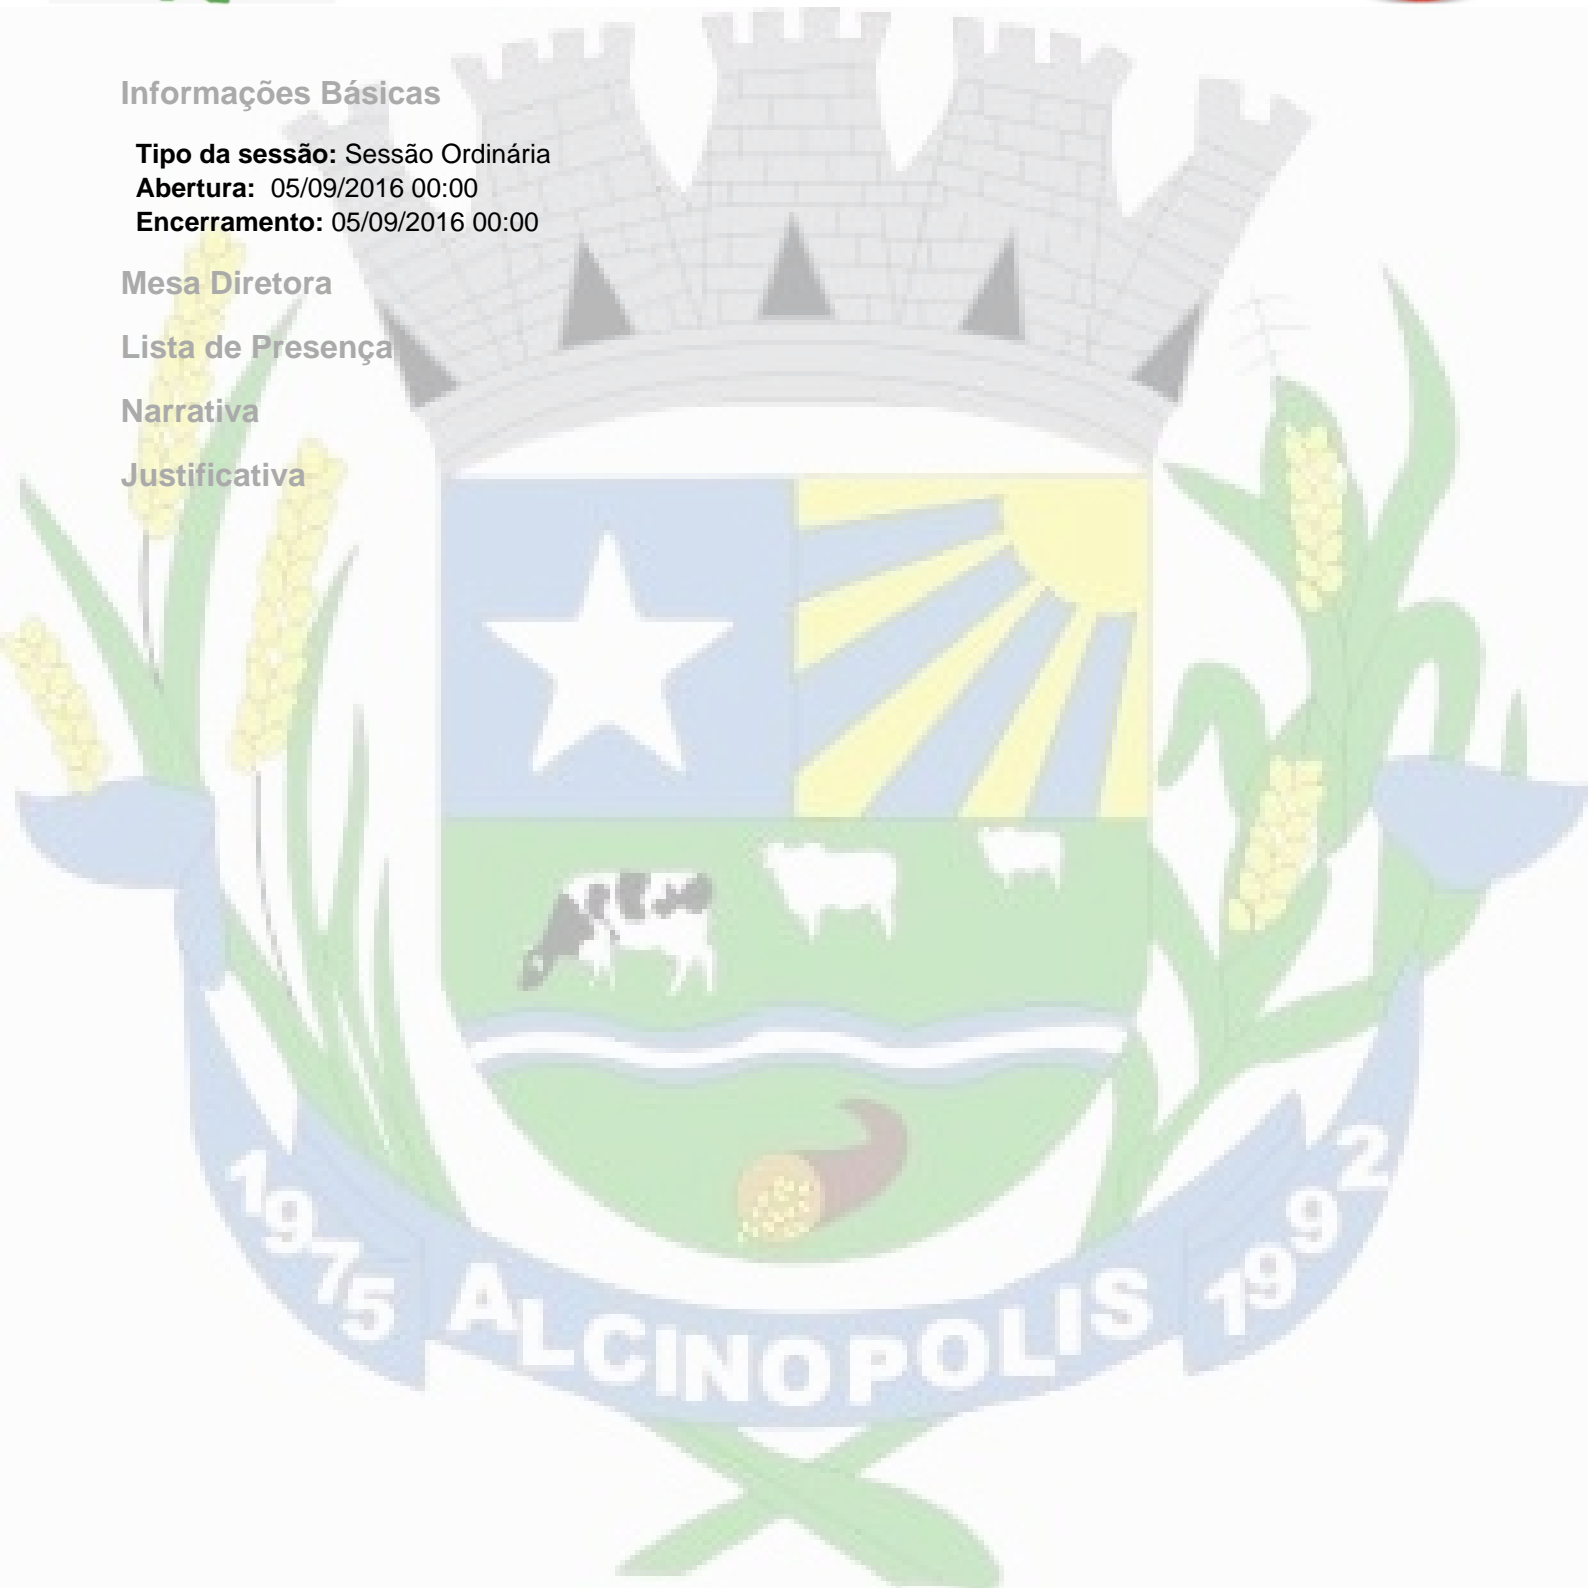 Informações Básicas
Tipo da sessão: Sessão Ordinária
Abertura: 05/09/2016 00:00
Encerramento: 05/09/2016 00:00
Mesa Diretora
Lista de Presença
Narrativa
Justificativa
1975 ALCINOPOLIS 1992